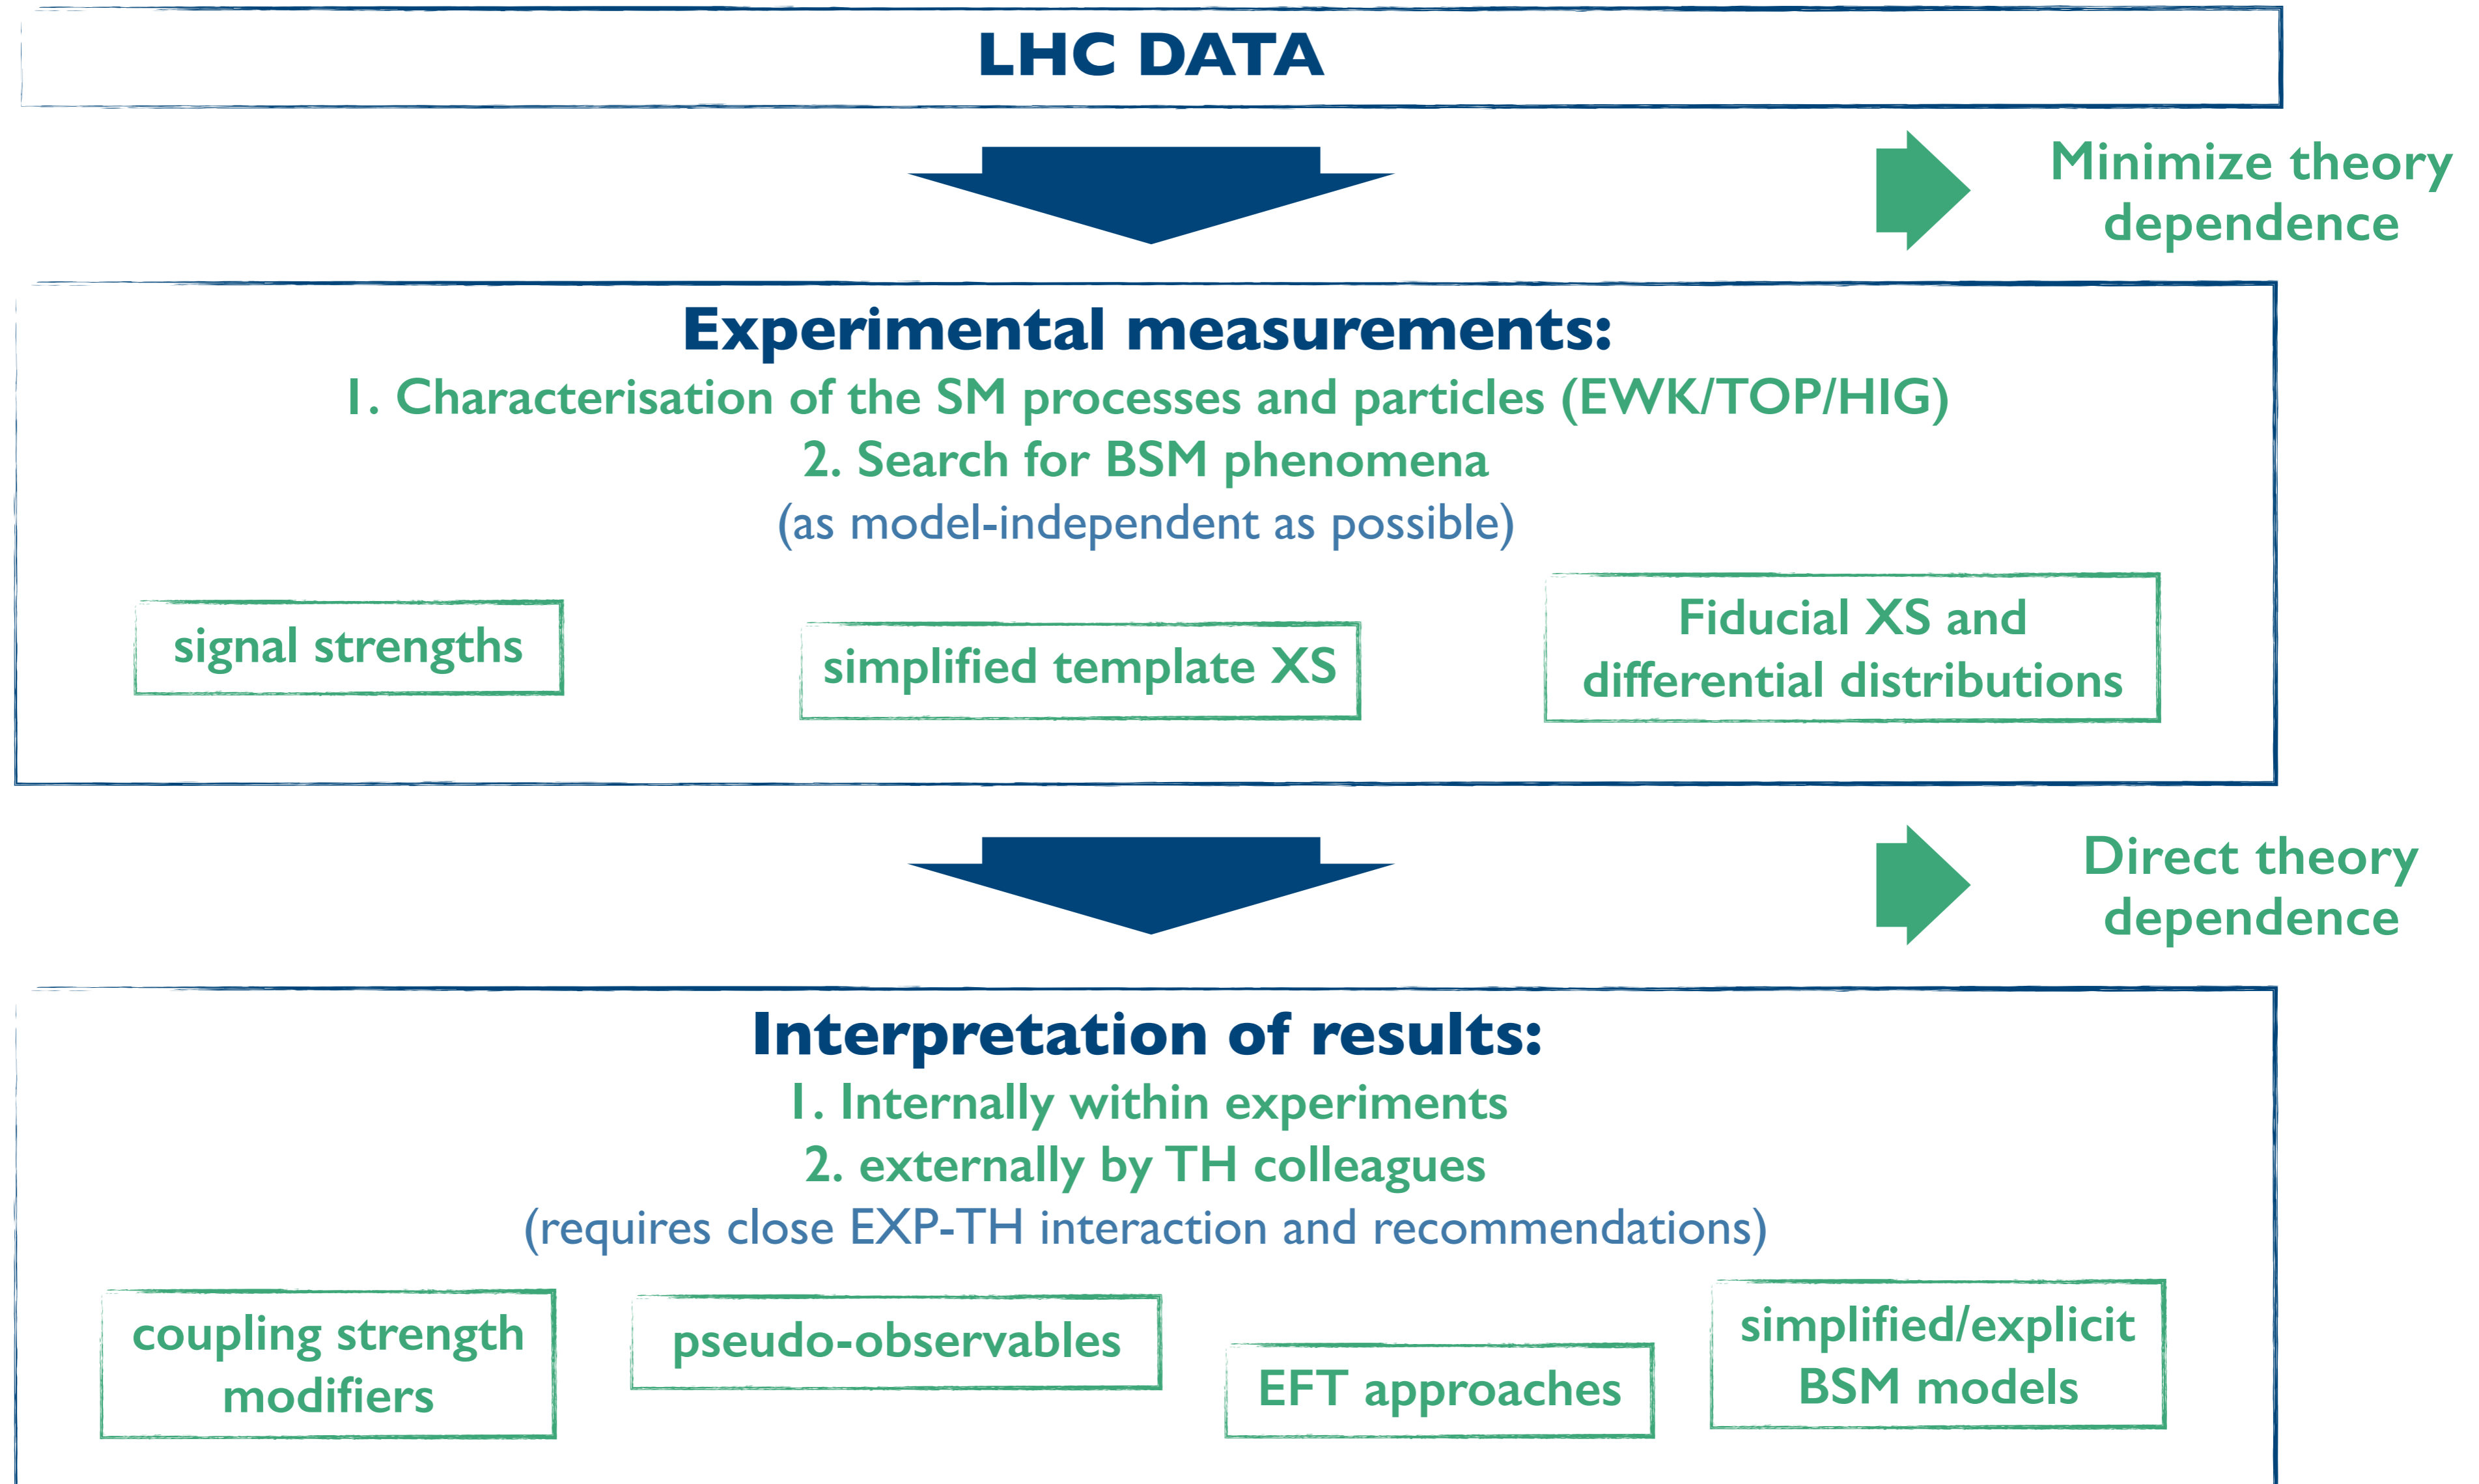 LHC DATA
Minimize theory
dependence
Experimental measurements:
1. Characterisation of the SM processes and particles (EWK/TOP/HIG)
2. Search for BSM phenomena
(as model-independent as possible)
signal strengths
simplified template XS
Fiducial XS and
differential distributions
Direct theory
dependence
Interpretation of results:
1. Internally within experiments
2. externally by TH colleagues
(requires close EXP-TH interaction and recommendations)
coupling strength
modifiers
pseudo-observables
EFT approaches
simplified/explicit
BSM models